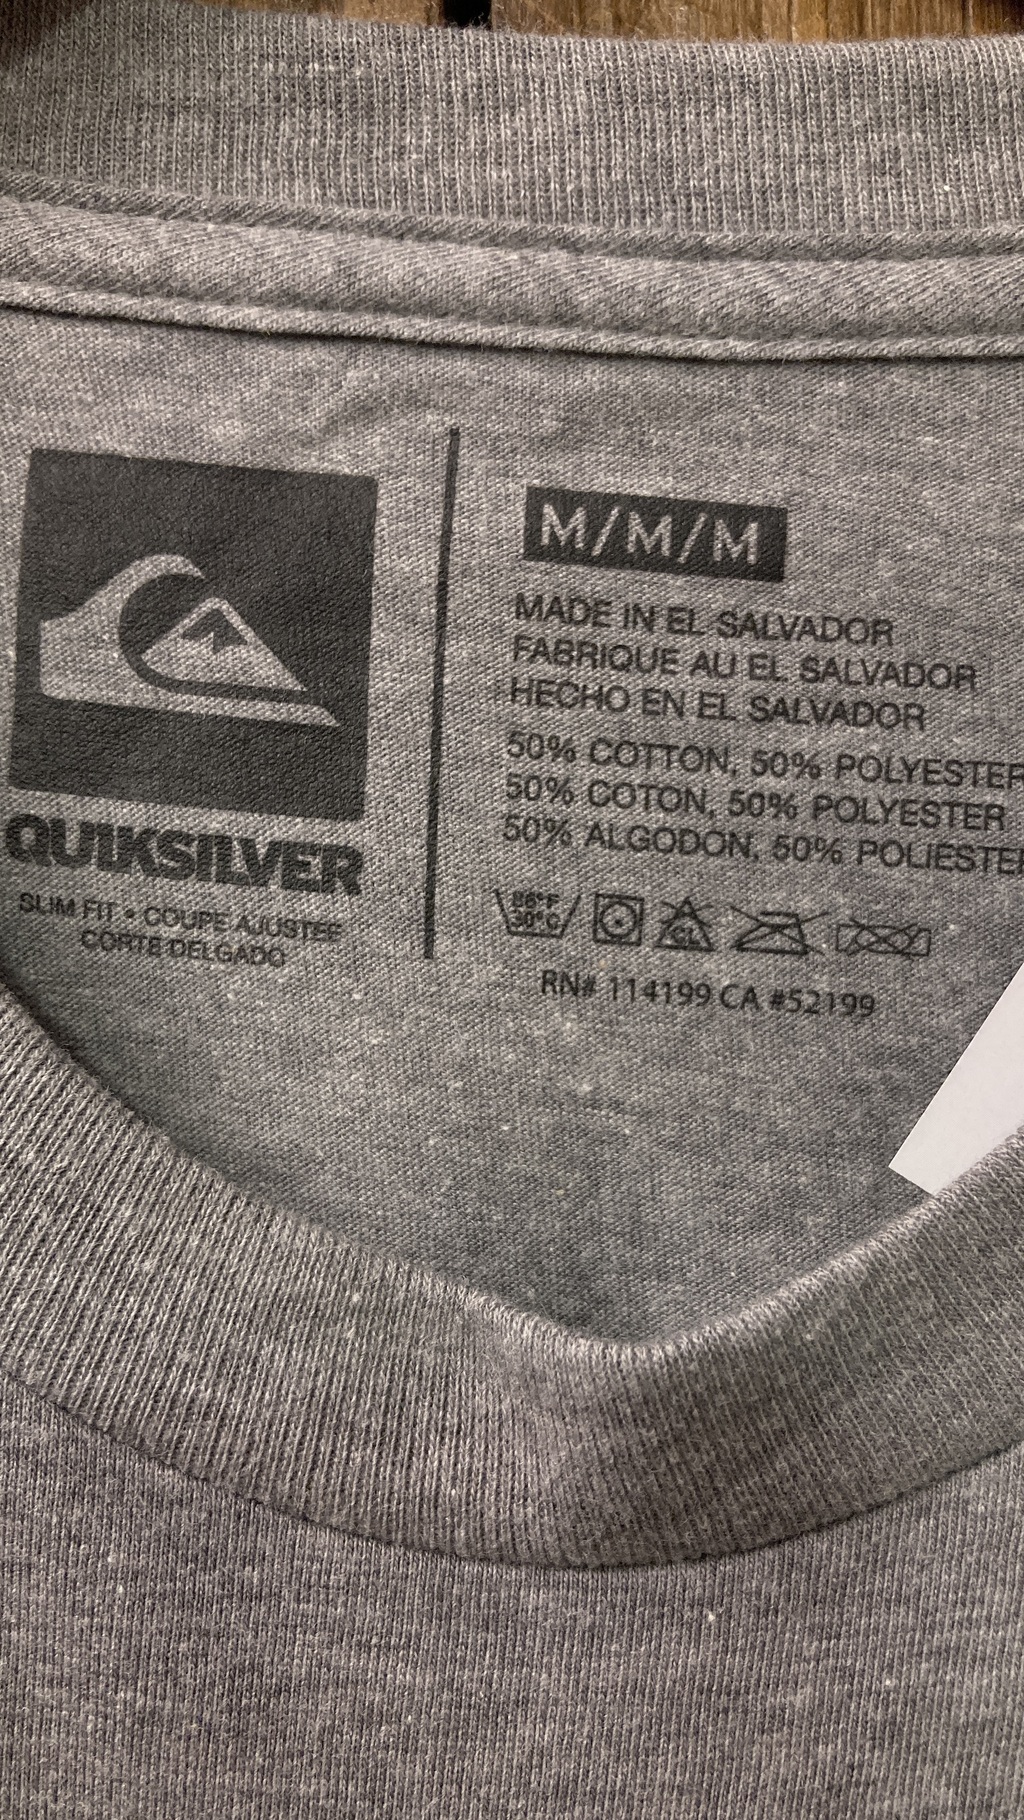 QUIKSILVER
SLIM FIT • COUPE AJUSTEE
CORTE DELGADO
M/M/M
MADE IN EL SALVADOR
FABRIQUE AU EL SALVADOR
HECHO EN EL SALVADOR
50% COTTON, 50% POLYESTER
50% COTON, 50% POLYESTER
50% ALGODON, 50% POLIESTER
86°F
30°C
CL
RN# 114199 CA #52199